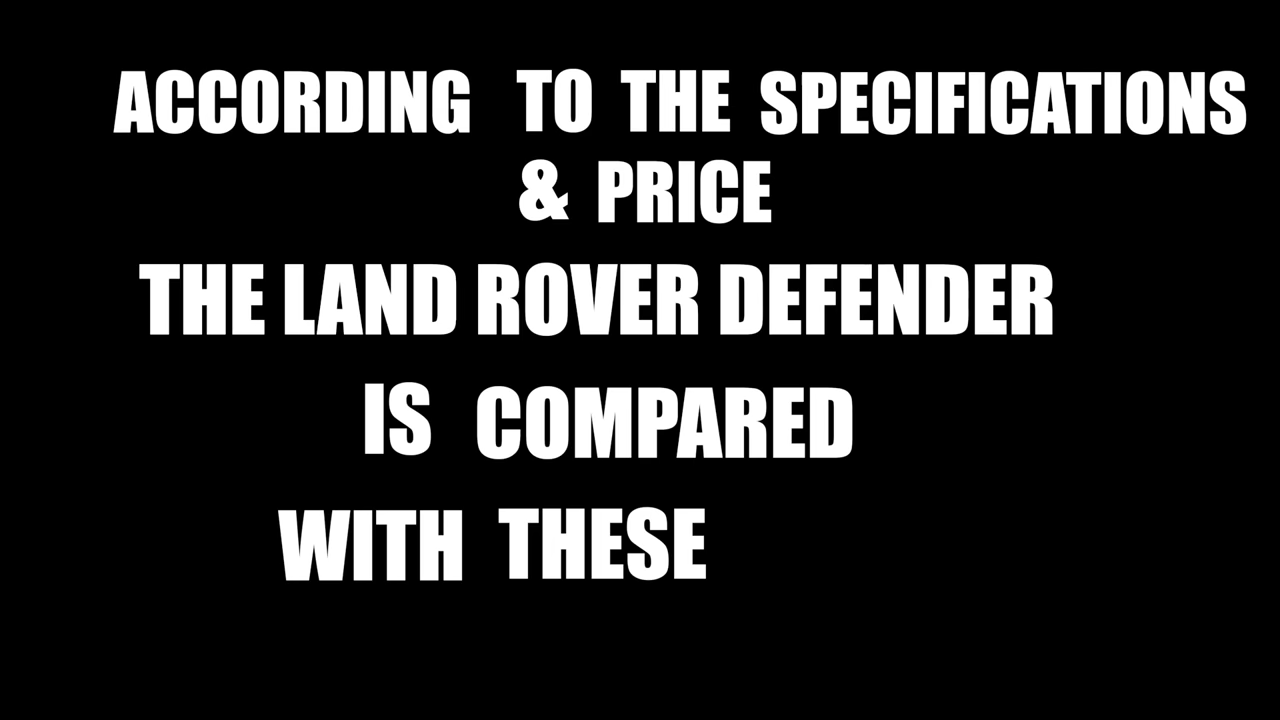 ACCORDING TO THE SPECIFICATIONS
& PRICE
THE LAND ROVER DEFENDER
IS COMPARED
WITH THESE